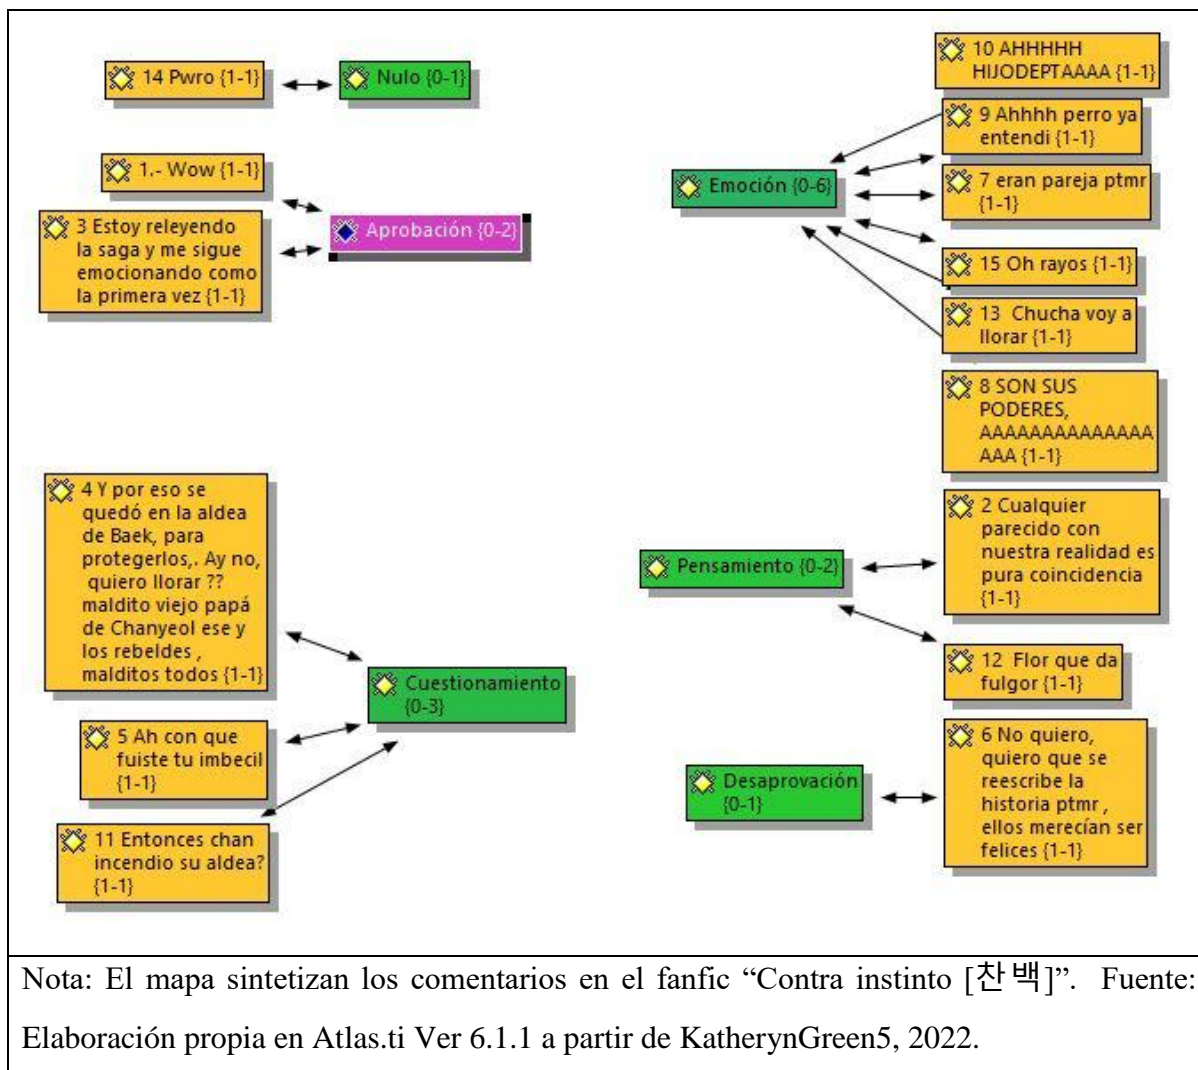 14 Pwro {1-1}
Nulo {0-1}
1.- Wow {1-1}
3 Estoy releyendo
la saga y me sigue
emocionando como
la primera vez {1-1}
Aprobación {0-2}
10 AHHHHH
HIJODEPTAAAA {1-1}
9 Ahhhh perro ya
entendi {1-1}
7 eran pareja ptmr
{1-1}
Emoción {0-6}
15 Oh rayos {1-1}
13 Chucha voy a
llorar {1-1}
8 SON SUS
PODERES,
AAAAAAAAAAAAAAA
AAA {1-1}
4 Y por eso se
quedó en la aldea
de Baek, para
protegerlos,. Ay no,
quiero llorar ??
maldito viejo papá
de Chanyeol ese y
los rebeldes ,
malditos todos {1-1}
Cuestionamiento
{0-3}
5 Ah con que
fuiste tu imbecil
{1-1}
11 Entonces chan
incendio su aldea?
{1-1}
Pensamiento {0-2}
2 Cualquier
parecido con
nuestra realidad es
pura coincidencia
{1-1}
12 Flor que da
fulgor {1-1}
Desaprovación
{0-1}
6 No quiero,
quiero que se
reescribe la
historia ptmr ,
ellos merecían ser
felices {1-1}
Nota: El mapa sintetizan los comentarios en el fanfic “Contra instinto [찬백]”. Fuente:
Elaboración propia en Atlas.ti Ver 6.1.1 a partir de KatherynGreen5, 2022.